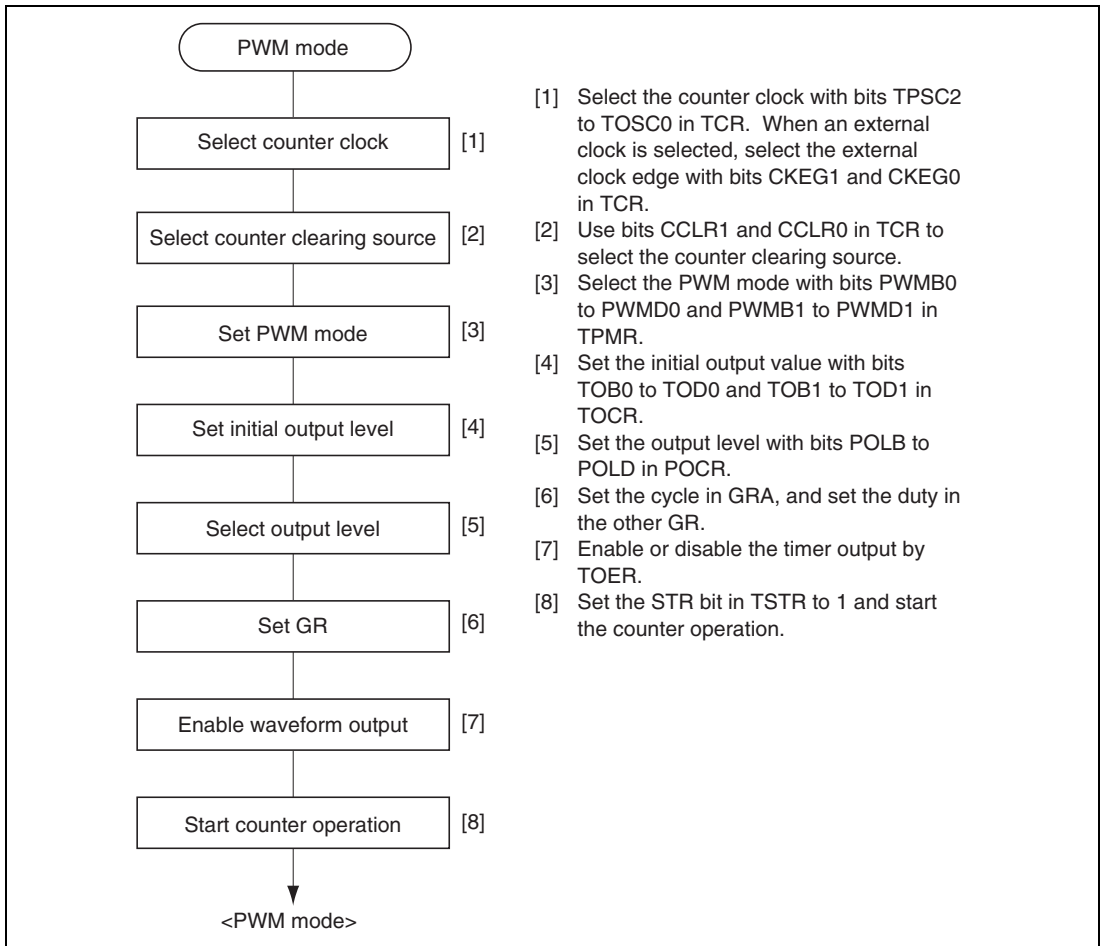 PWM mode
Select counter clock [1]
Select counter clearing source [2]
Set PWM mode [3]
Set initial output level [4]
Select output level [5]
Set GR [6]
Enable waveform output [7]
Start counter operation [8]
<PWM mode>
[1] Select the counter clock with bits TPSC2
to TOSC0 in TCR. When an external
clock is selected, select the external
clock edge with bits CKEG1 and CKEG0
in TCR.
[2] Use bits CCLR1 and CCLR0 in TCR to
select the counter clearing source.
[3] Select the PWM mode with bits PWMB0
to PWMD0 and PWMB1 to PWMD1 in
TPMR.
[4] Set the initial output value with bits
TOB0 to TOD0 and TOB1 to TOD1 in
TOCR.
[5] Set the output level with bits POLB to
POLD in POCR.
[6] Set the cycle in GRA, and set the duty in
the other GR.
[7] Enable or disable the timer output by
TOER.
[8] Set the STR bit in TSTR to 1 and start
the counter operation.